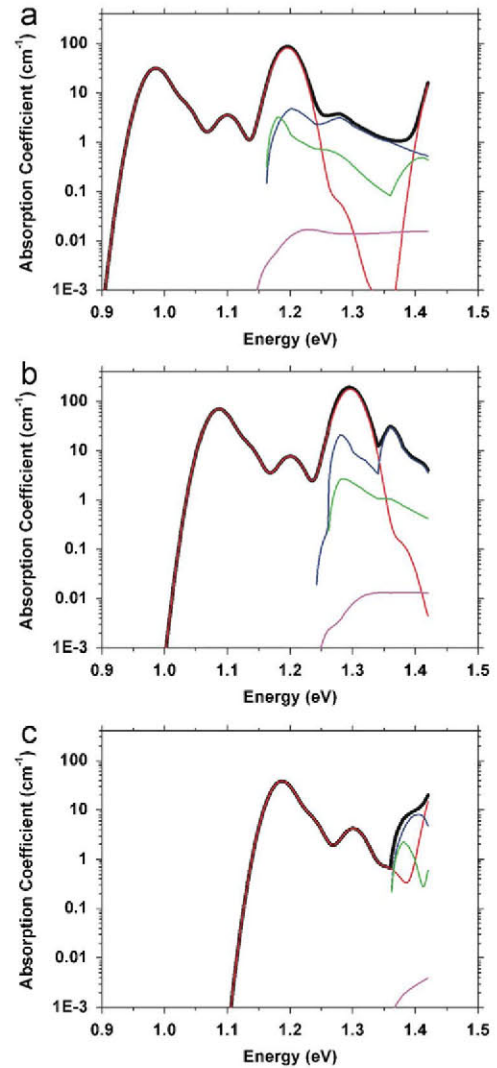 a
Absorption Coefficient (cm-1)
100
10
1
0.1
0.01
1E-3
0.9 1.0 1.1 1.2 1.3 1.4 1.5
Energy (eV)
b
Absorption Coefficient (cm-1)
100
10
1
0.1
0.01
1E-3
0.9 1.0 1.1 1.2 1.3 1.4 1.5
Energy (eV)
c
Absorption Coefficient (cm-1)
100
10
1
0.1
0.01
1E-3
0.9 1.0 1.1 1.2 1.3 1.4 1.5
Energy (eV)